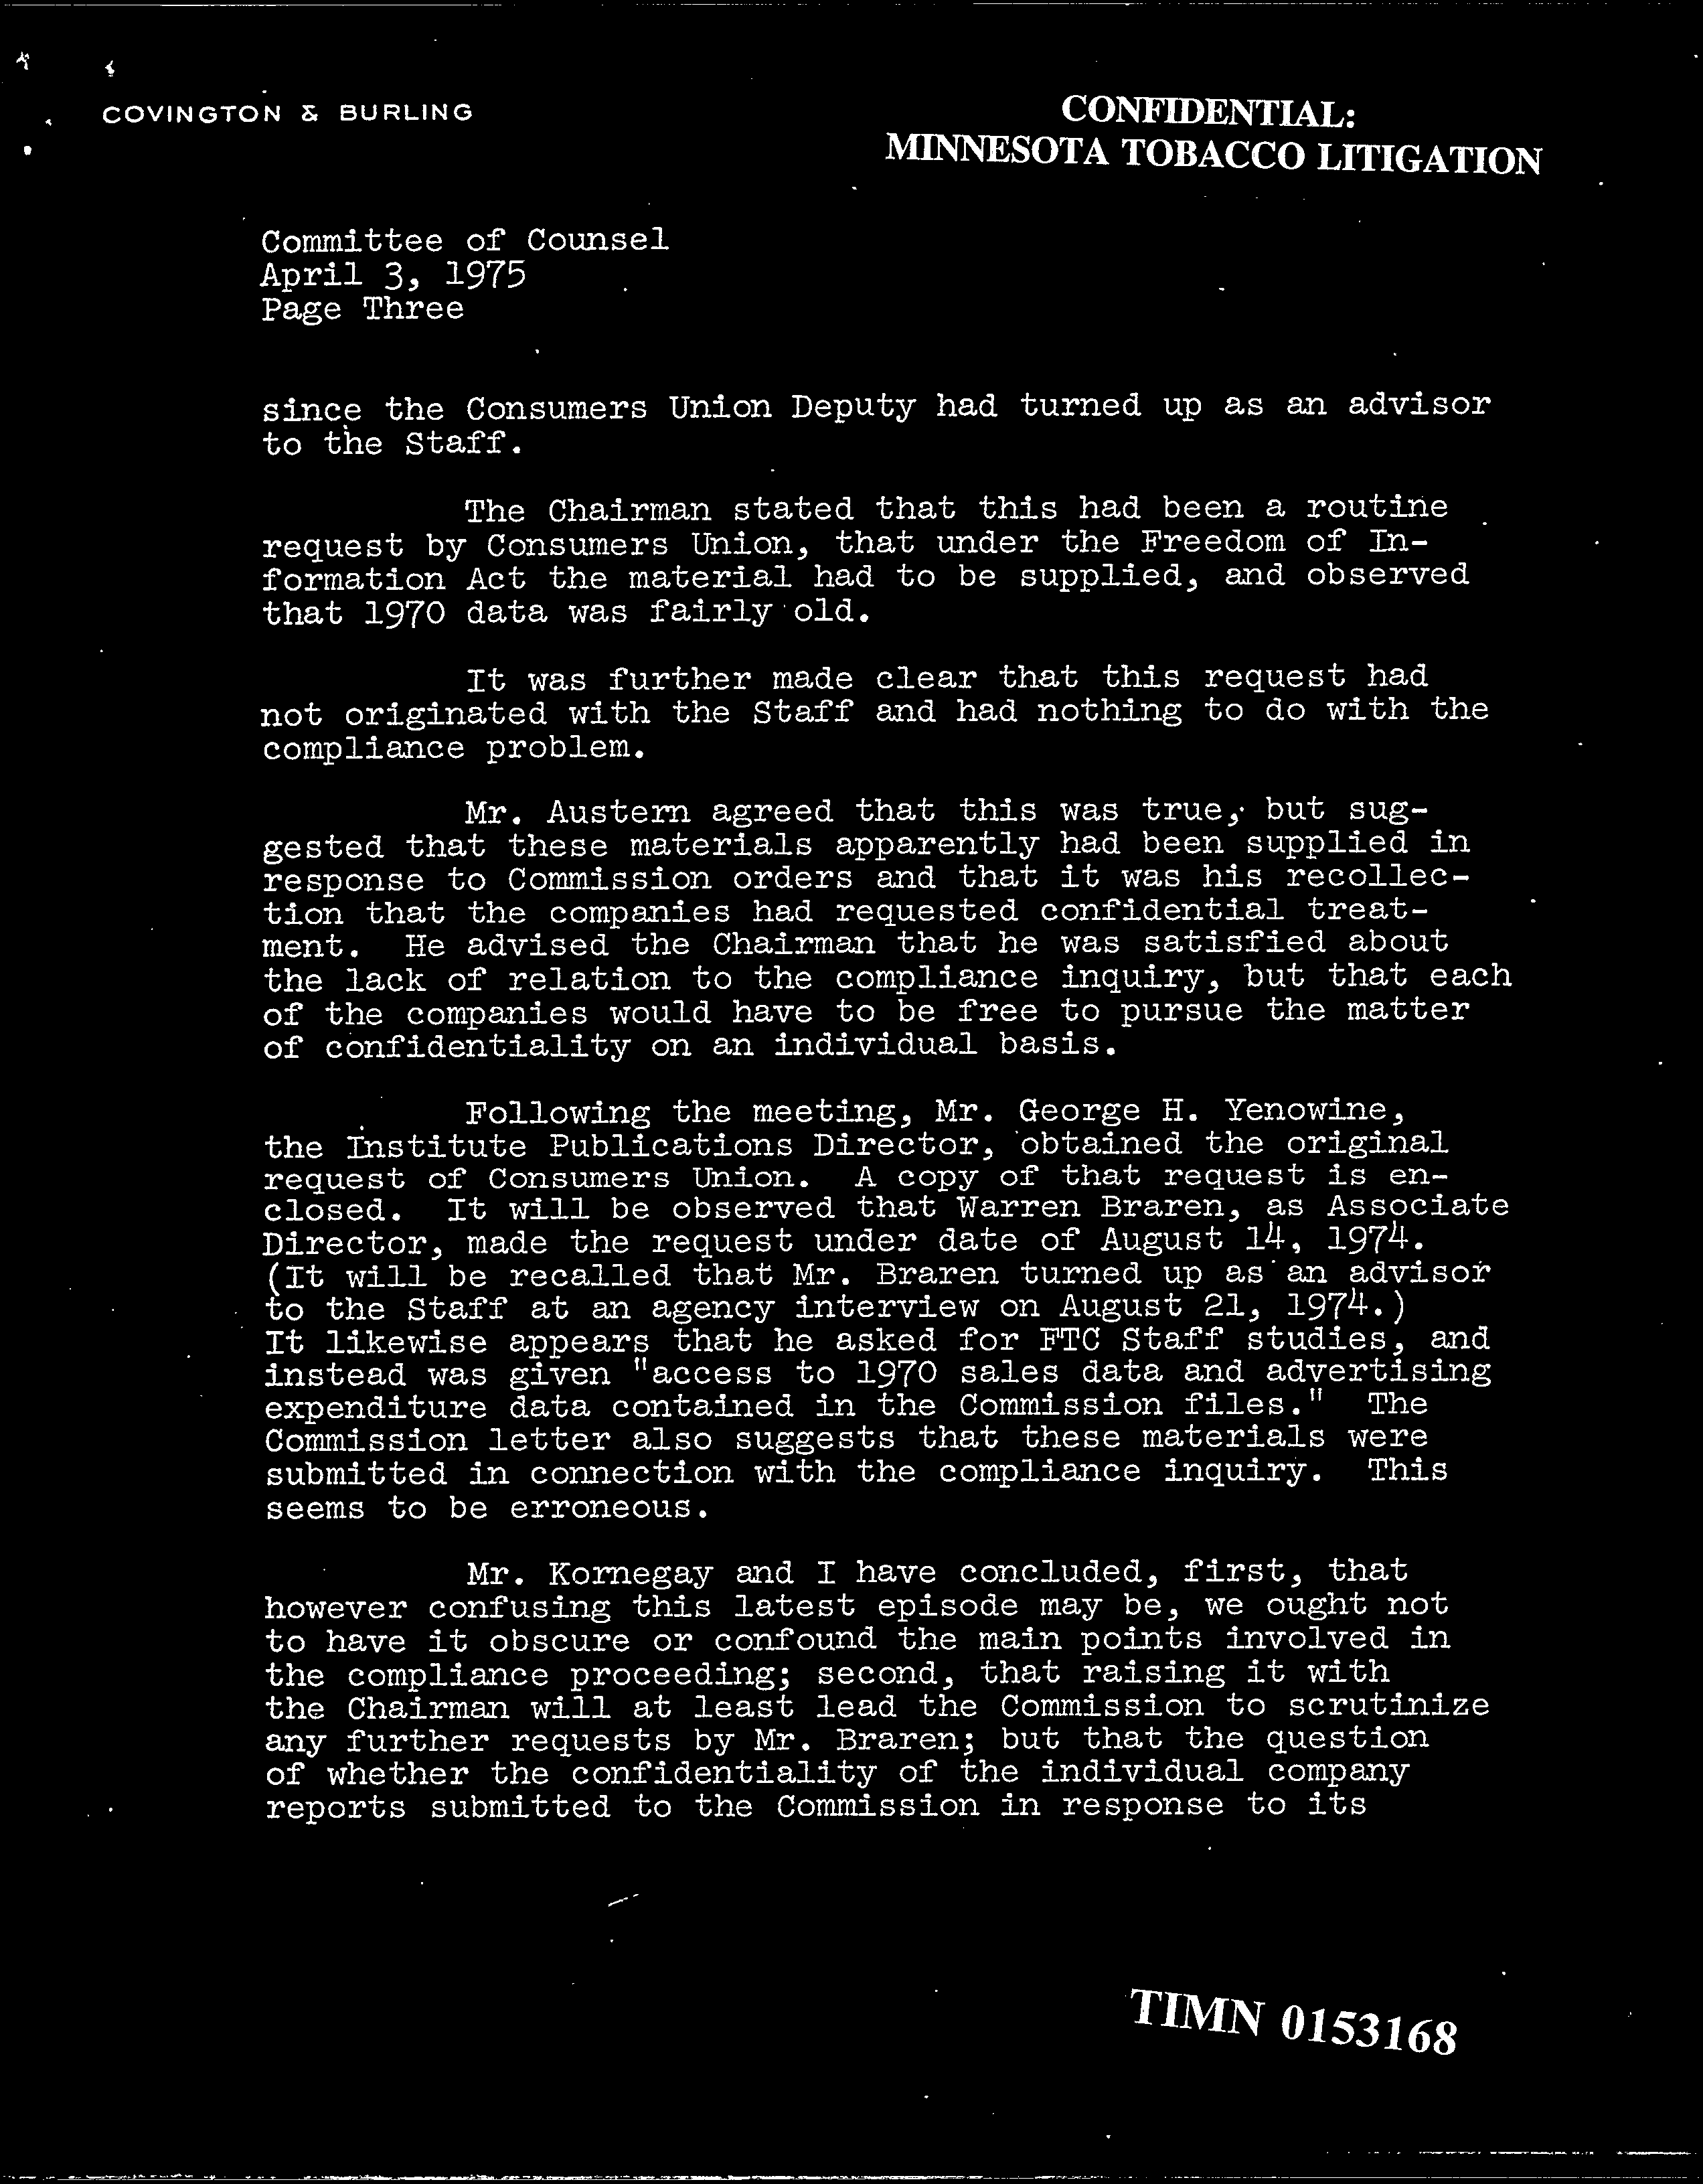 COVINGTON & BURLING
CONFIDENTIAL:
MINNESOTA TOBACCO LITIGATION
Committee of Counsel
April 3, 1975
Page Three
since the Consumers Union Deputy had turned up as an advisor
to the Staff.
The Chairman stated that this had been a routine
request by Consumers Union, that under the Freedom of In-
formation Act the material had to be supplied, and observed
that 1970 data was fairly old.
It was further made clear that this request had
not originated with the Staff and had nothing to do with the
compliance problem.
Mr. Austern agreed that this was true, but sug-
gested that these materials apparently had been supplied in
response to Commission orders and that it was his recollec-
tion that the companies had requested confidential treat-
ment. He advised the Chairman that he was satisfied about
the lack of relation to the compliance inquiry, but that each
of the companies would have to be free to pursue the matter
of confidentiality on an individual basis.
Following the meeting, Mr. George H. Yenowine,
the Institute Publications Director, obtained the original
request of Consumers Union. A copy of that request is en-
closed. It will be observed that Warren Braren, as Associate
Director, made the request under date of August 14, 1974.
(It will be recalled that Mr. Braren turned up as an advisor
to the Staff at an agency interview on August 21, 1974.)
It likewise appears that he asked for FTC Staff studies, and
instead was given "access to 1970 sales data and advertising
expenditure data contained in the Commission files." The
Commission letter also suggests that these materials were
submitted in connection with the compliance inquiry. This
seems to be erroneous.
Mr. Kornegay and I have concluded, first, that
however confusing this latest episode may be, we ought not
to have it obscure or confound the main points involved in
the compliance proceeding; second, that raising it with
the Chairman will at least lead the Commission to scrutinize
any further requests by Mr. Braren; but that the question
of whether the confidentiality of the individual company
reports submitted to the Commission in response to its
TIMN 0153168